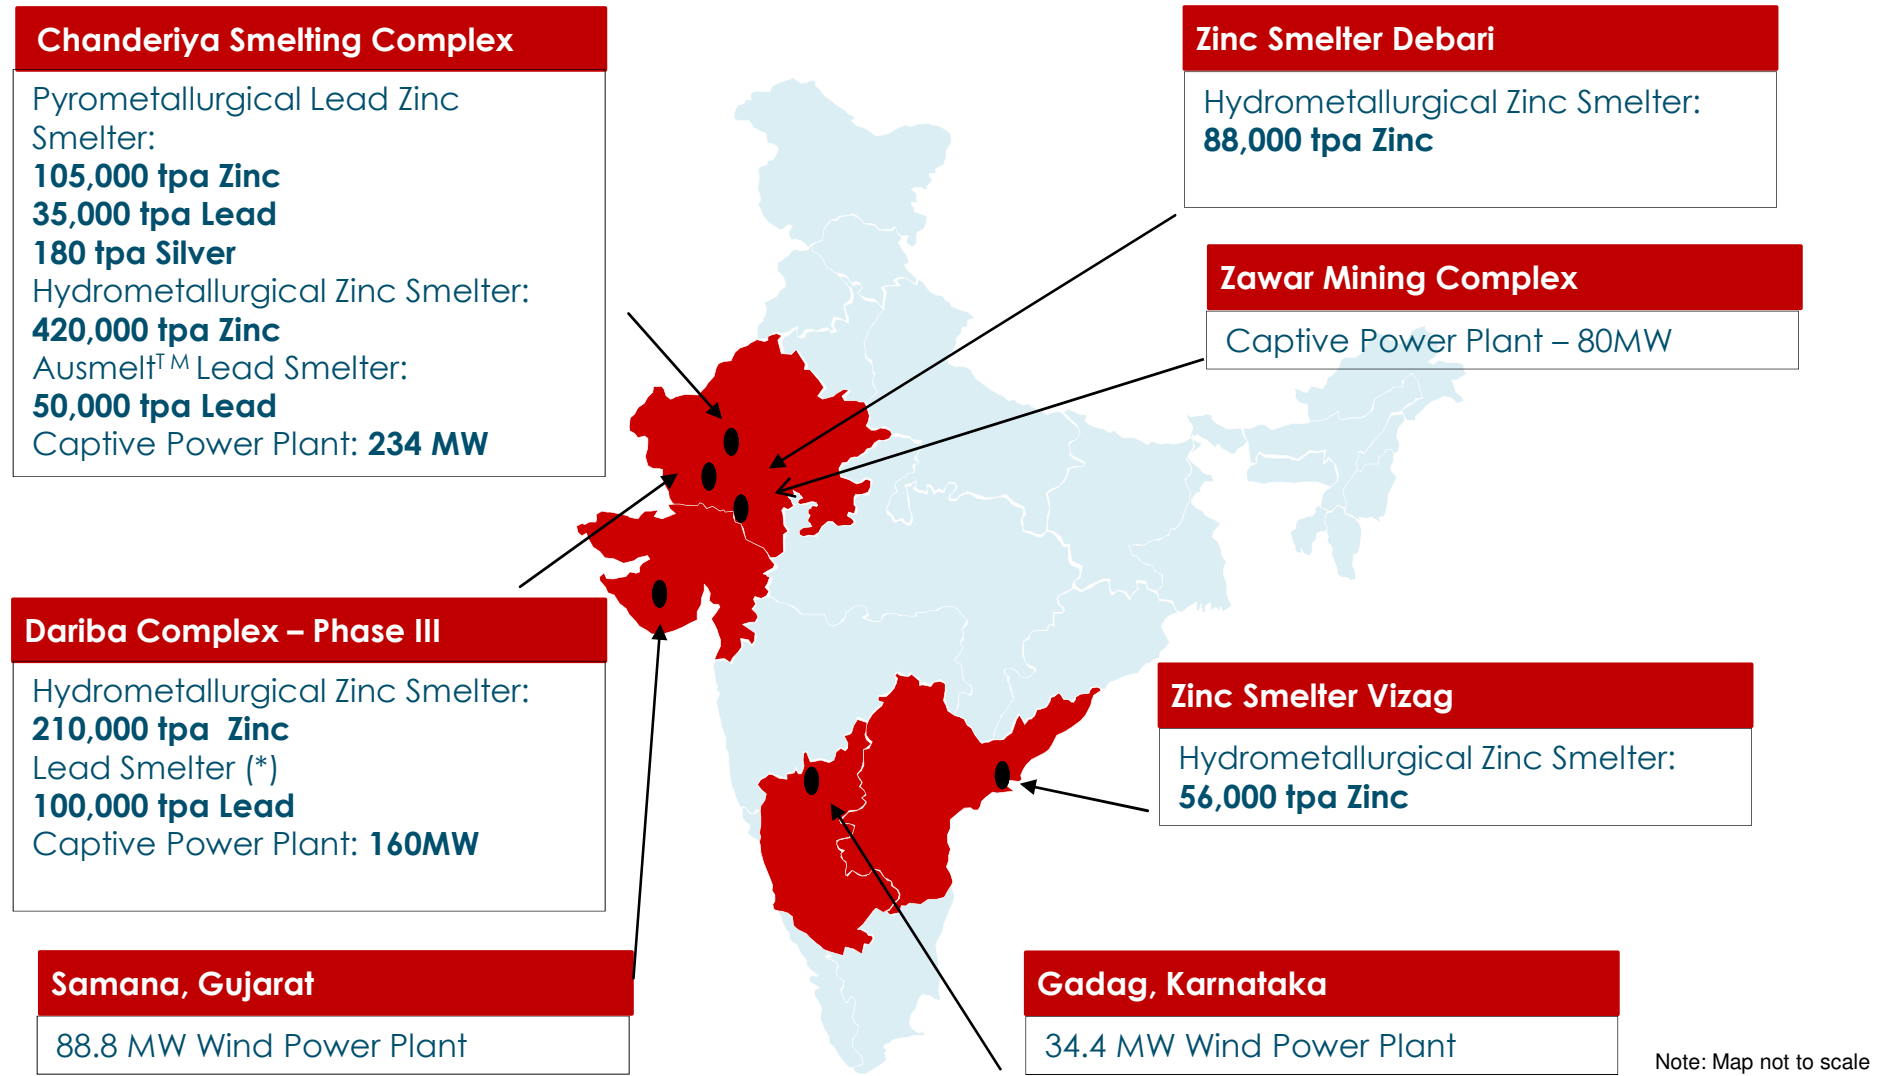 Chanderiya Smelting Complex
Pyrometallurgical Lead Zinc
Smelter:
105,000 tpa Zinc
35,000 tpa Lead
180 tpa Silver
Hydrometallurgical Zinc Smelter:
420,000 tpa Zinc
Ausmelt™ Lead Smelter:
50,000 tpa Lead
Captive Power Plant: 234 MW
Zinc Smelter Debari
Hydrometallurgical Zinc Smelter:
88,000 tpa Zinc
Zawar Mining Complex
Captive Power Plant – 80MW
Dariba Complex – Phase III
Hydrometallurgical Zinc Smelter:
210,000 tpa Zinc
Lead Smelter (*)
100,000 tpa Lead
Captive Power Plant: 160MW
Zinc Smelter Vizag
Hydrometallurgical Zinc Smelter:
56,000 tpa Zinc
Samana, Gujarat
88.8 MW Wind Power Plant
Gadag, Karnataka
34.4 MW Wind Power Plant
Note: Map not to scale